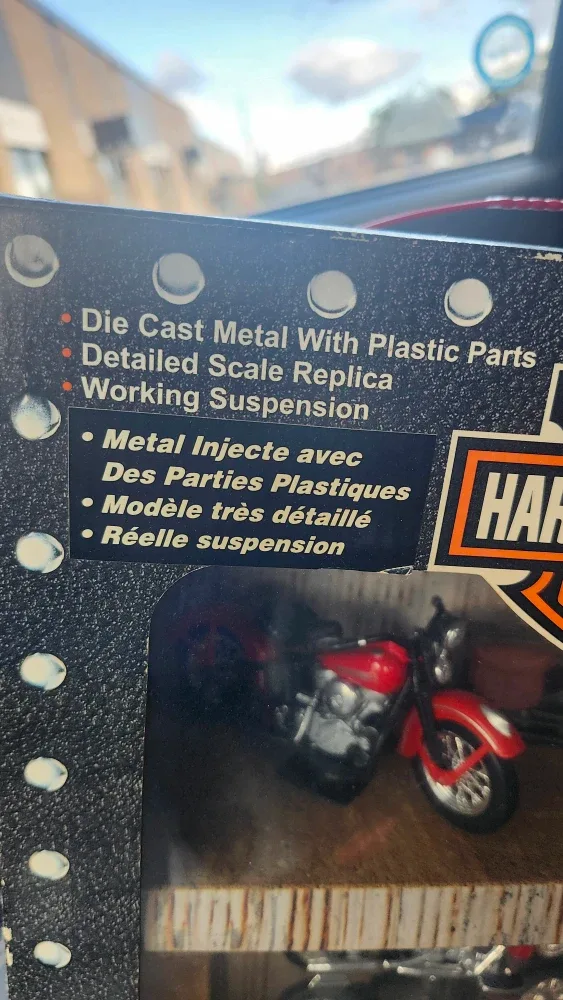 • Die Cast Metal With Plastic Parts
• Detailed Scale Replica
• Working Suspension
• Metal Injecte avec
Des Parties Plastiques
• Modèle très détaillé
• Réelle suspension
HAR